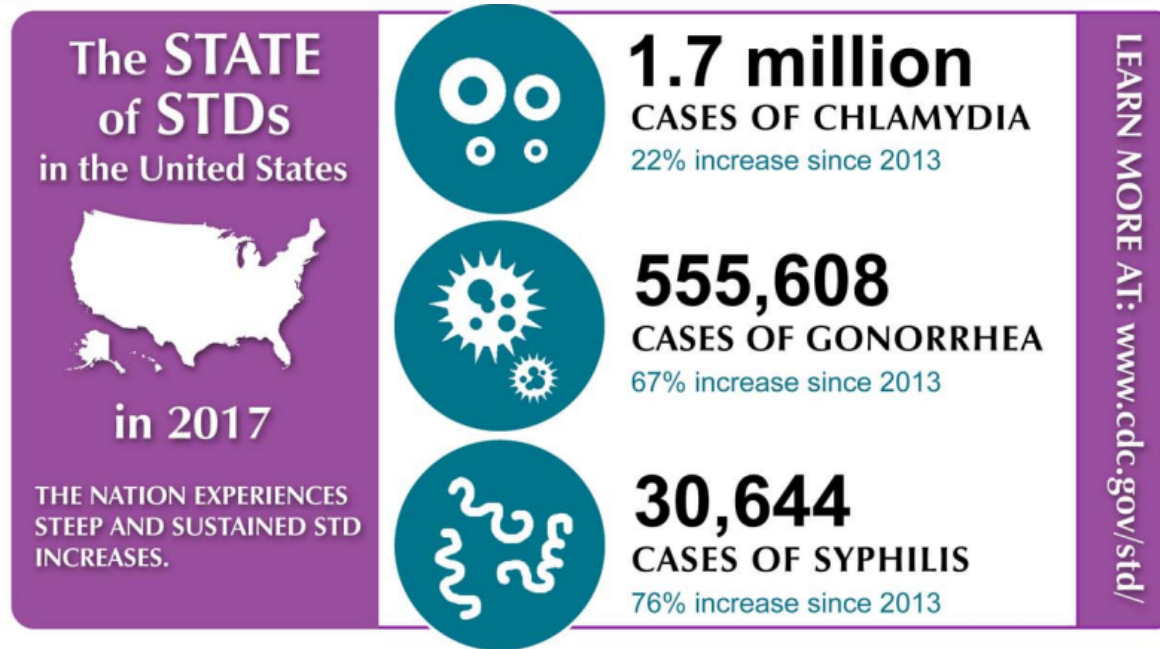 The STATE
of STDs
in the United States
in 2017
THE NATION EXPERIENCES
STEEP AND SUSTAINED STD
INCREASES.
1.7 million
CASES OF CHLAMYDIA
22% increase since 2013
555,608
CASES OF GONORRHEA
67% increase since 2013
30,644
CASES OF SYPHILIS
76% increase since 2013
LEARN MORE AT: www.cdc.gov/std/